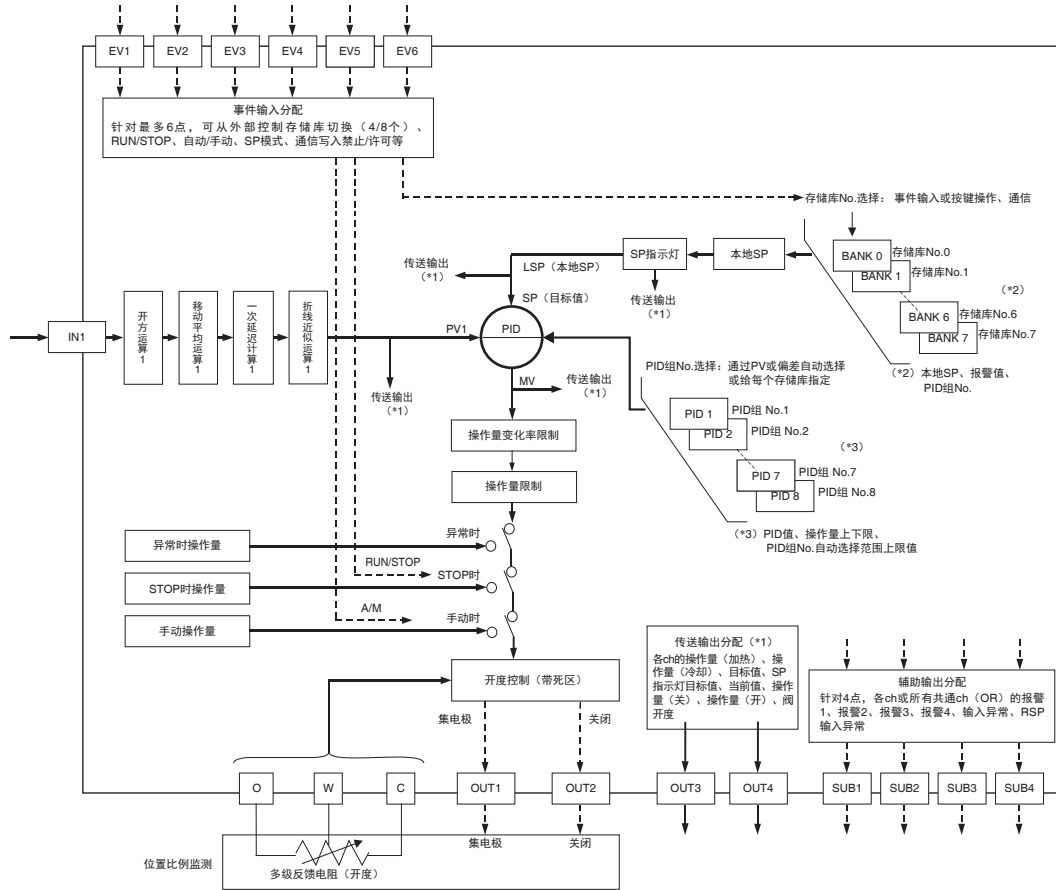 EV1
EV2
EV3
EV4
EV5
EV6
事件输入分配
针对最多6点，可从外部控制存储库切换（4/8个）、
RUN/STOP、自动/手动、SP模式、通信写入禁止/许可等
存储库No.选择： 事件输入或按键操作、通信
BANK 0
存储库No.0
BANK 1
存储库No.1
（*2）
BANK 6
存储库No.6
BANK 7
存储库No.7
（*2）本地SP、报警值、
PID组No.
SP指示灯
本地SP
LSP（本地SP）
传送输出
（*1）
传送输出
（*1）
SP（目标值）
IN1
开方运算1
移动平均运算1
一次延迟计算1
折线近似运算1
PV1
PID
传送输出
（*1）
MV
传送输出
（*1）
PID组No.选择：通过PV或偏差自动选择
或给每个存储库指定
PID 1
PID组 No.1
PID 2
PID组 No.2
（*3）
PID 7
PID组 No.7
PID 8
PID组 No.8
（*3）PID值、操作量上下限、
PID组No.自动选择范围上限值
操作量变化率限制
操作量限制
异常时操作量
异常时
RUN/STOP
STOP时操作量
STOP时
A/M
手动操作量
手动时
开度控制（带死区）
集电极
关闭
传送输出分配（*1）
各ch的操作量（加热）、操
作量（冷却）、目标值、SP
指示灯目标值、当前值、操作
量（关）、操作量（开）、阀
开度
辅助输出分配
针对4点，各ch或所有共通ch（OR）的报警
1、报警2、报警3、报警4、输入异常、RSP
输入异常
O
W
C
OUT1
OUT2
OUT3
OUT4
SUB1
SUB2
SUB3
SUB4
集电极
关闭
位置比例监测
多级反馈电阻（开度）